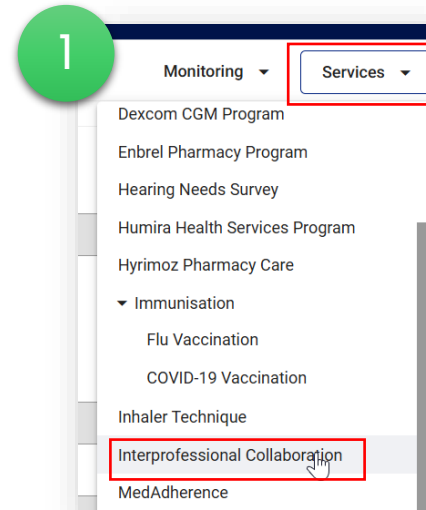 1
Monitoring Services
Dexcom CGM Program
Enbrel Pharmacy Program
Hearing Needs Survey
Humira Health Services Program
Hyrimoz Pharmacy Care
Immunisation
Flu Vaccination
COVID-19 Vaccination
Inhaler Technique
Interprofessional Collaboration
MedAdherence